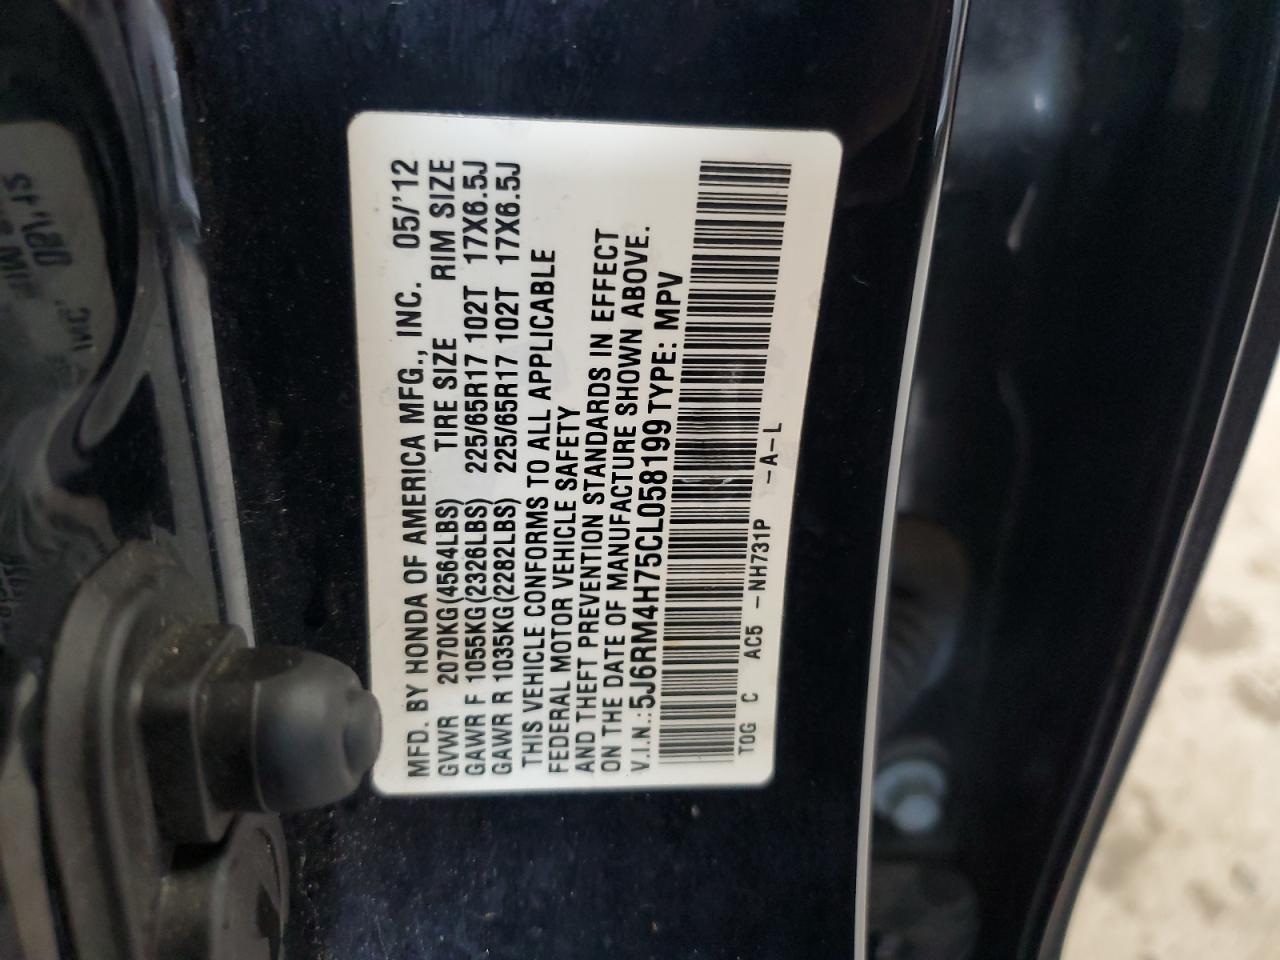 MFD. BY HONDA OF AMERICA MFG., INC. 05/'12
GVWR 2070KG(4564LBS) TIRE SIZE RIM SIZE
GAWR F 1055KG(2326LBS) 225/65R17 102T 17X6.5J
GAWR R 1035KG(2282LBS) 225/65R17 102T 17X6.5J
THIS VEHICLE CONFORMS TO ALL APPLICABLE
FEDERAL MOTOR VEHICLE SAFETY
AND THEFT PREVENTION STANDARDS IN EFFECT
ON THE DATE OF MANUFACTURE SHOWN ABOVE.
V.I.N.: 5J6RM4H75CL058199 TYPE: MPV
TOG C AC5 -NH731P -A-L